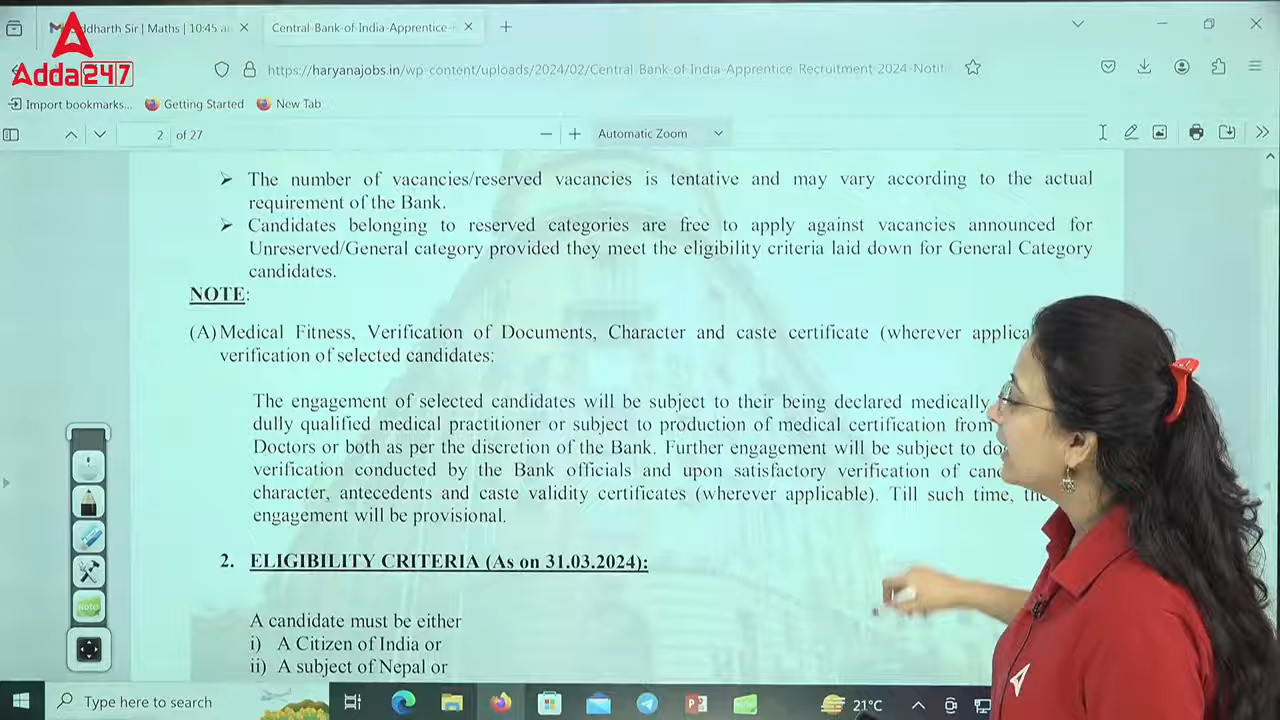 ddharth Sir | Maths | 10:45 a
Central-Bank-of-India-Apprentice-
Adda247
https://haryanajobs.in/wp-content/uploads/2024/02/Central-Bank-of-India-Apprentice-Recruitment-2024-Notifi
Import bookmarks...
Getting Started
New Tab
2 of 27
Automatic Zoom
➤ The number of vacancies/reserved vacancies is tentative and may vary according to the actual
requirement of the Bank.
➤ Candidates belonging to reserved categories are free to apply against vacancies announced for
Unreserved/General category provided they meet the eligibility criteria laid down for General Category
candidates.
NOTE:
(A) Medical Fitness, Verification of Documents, Character and caste certificate (wherever applica
verification of selected candidates:
The engagement of selected candidates will be subject to their being declared medically
dully qualified medical practitioner or subject to production of medical certification from
Doctors or both as per the discretion of the Bank. Further engagement will be subject to do
verification conducted by the Bank officials and upon satisfactory verification of can
character, antecedents and caste validity certificates (wherever applicable). Till such time, the
engagement will be provisional.
2. ELIGIBILITY CRITERIA (As on 31.03.2024):
A candidate must be either
i) A Citizen of India or
ii) A subject of Nepal or
Note
Type here to search
21°C